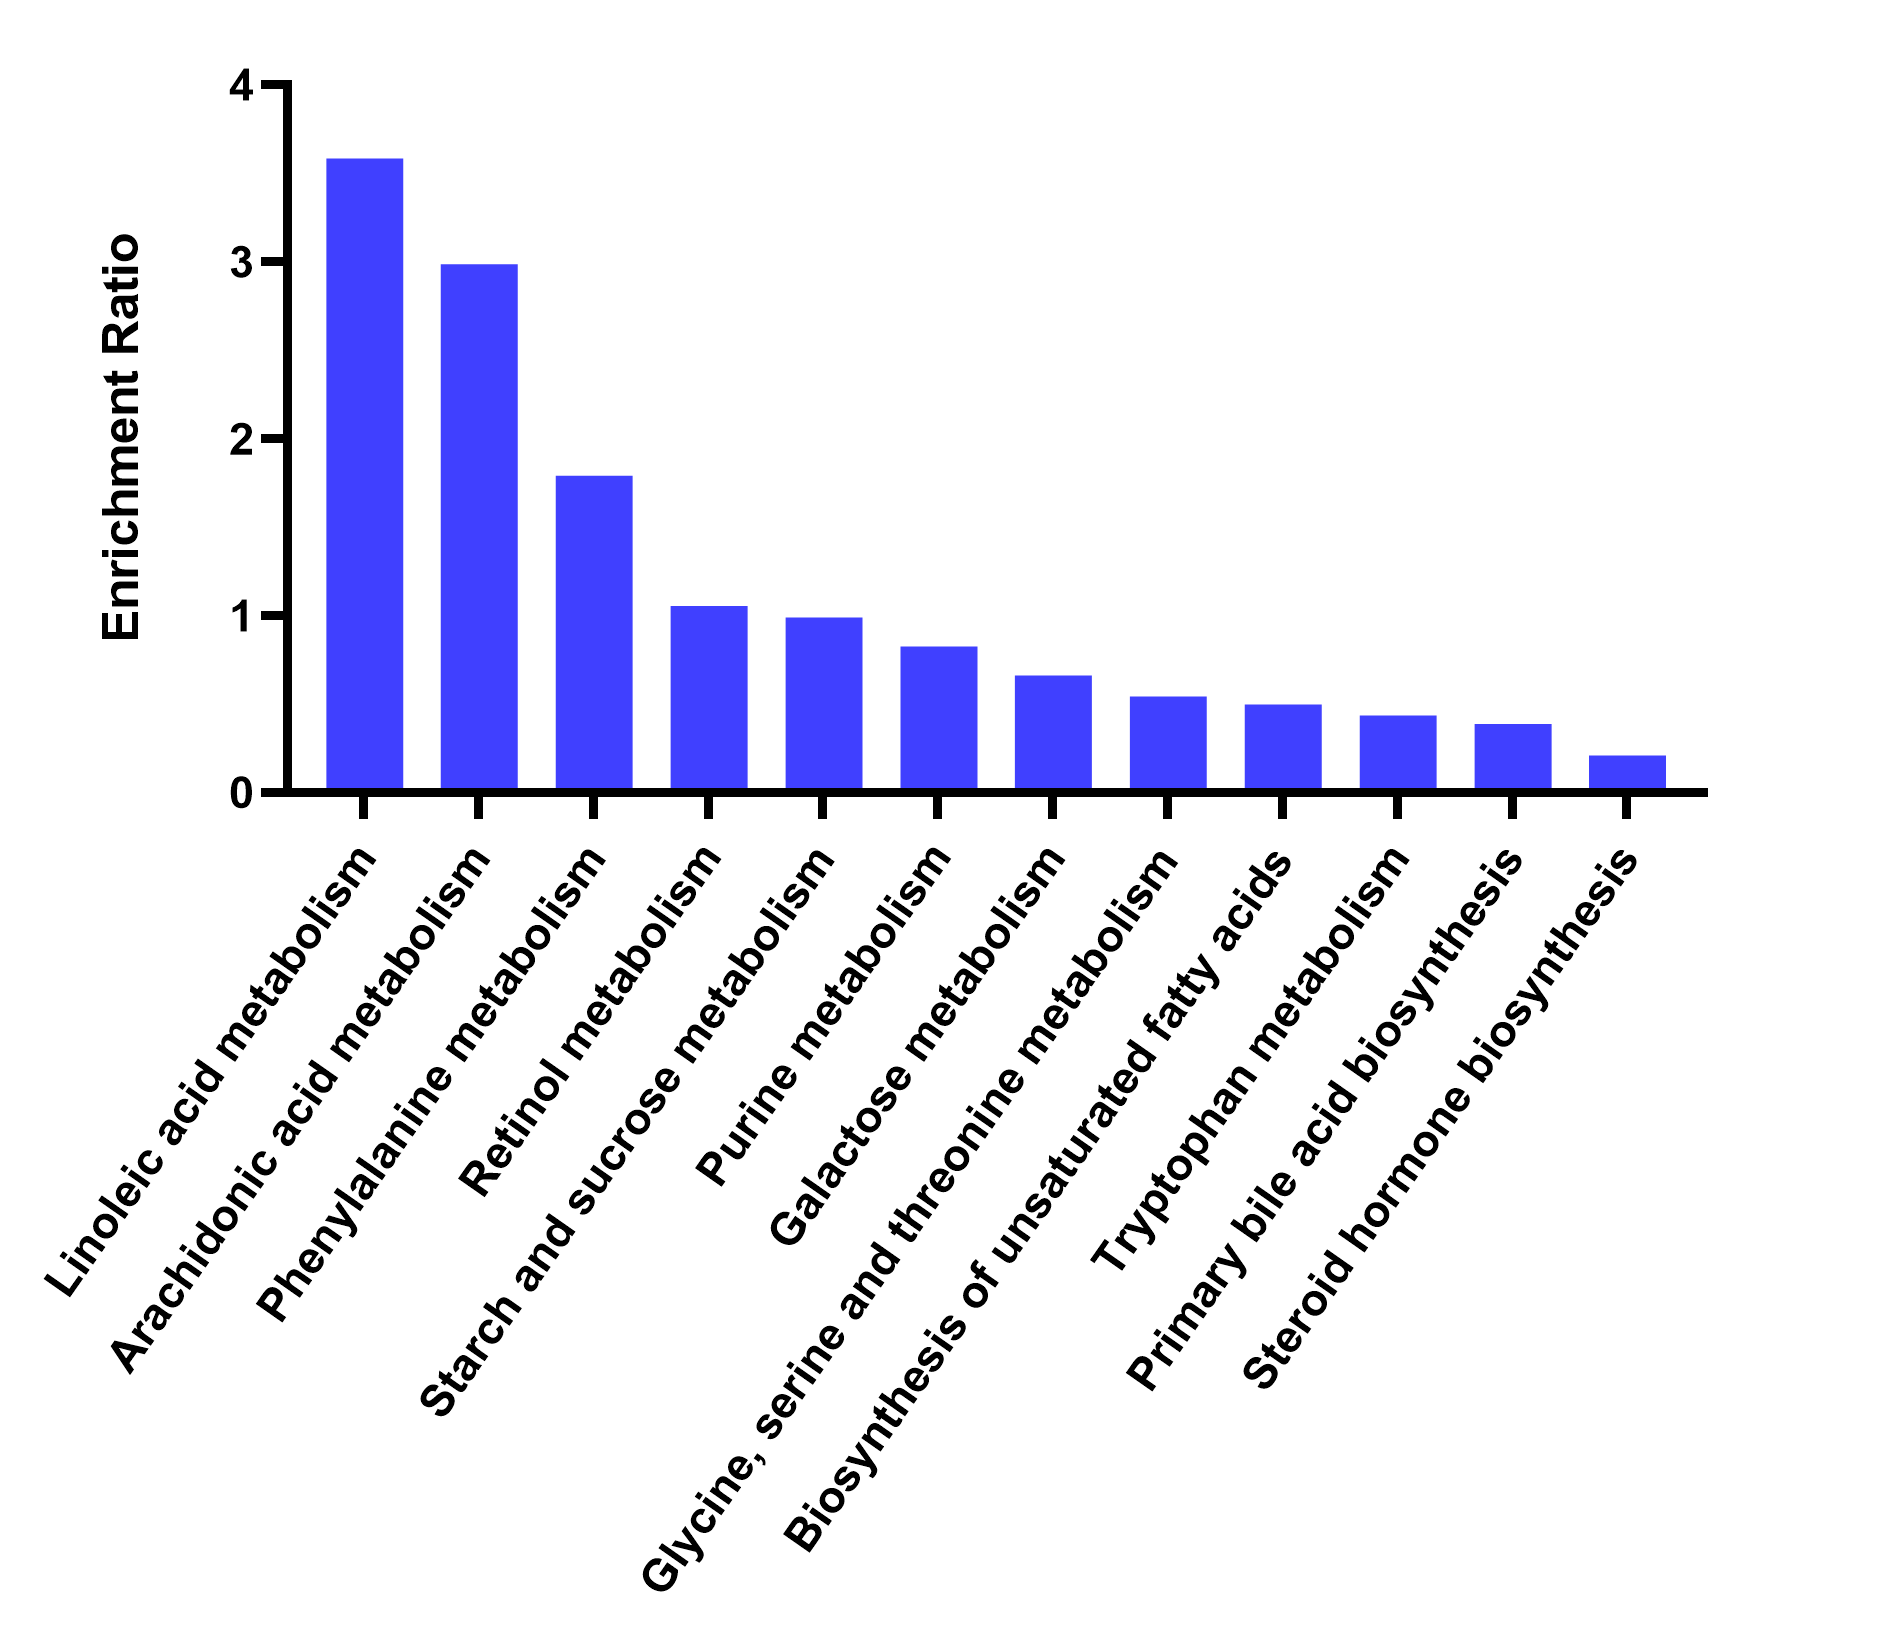 Enrichment Ratio
4
3
2
1
0
Linoleic acid metabolism
Arachidonic acid metabolism
Phenylalanine metabolism
Retinol metabolism
Starch and sucrose metabolism
Purine metabolism
Galactose metabolism
Glycine, serine and threonine metabolism
Biosynthesis of unsaturated fatty acids
Tryptophan metabolism
Primary bile acid biosynthesis
Steroid hormone biosynthesis